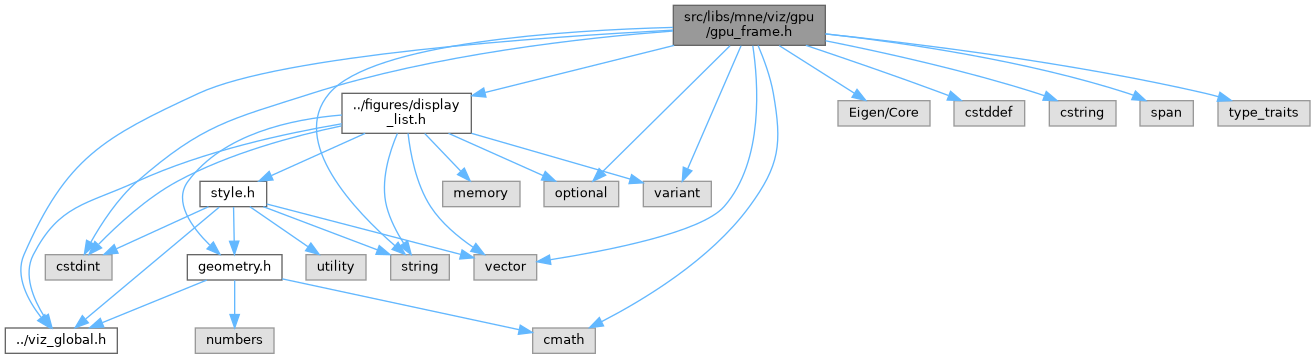 src/libs/mne/viz/gpu
/gpu_frame.h
../figures/display
_list.h
Eigen/Core
cstddef
cstring
span
type_traits
style.h
memory
optional
variant
cstdint
geometry.h
utility
string
vector
../viz_global.h
numbers
cmath